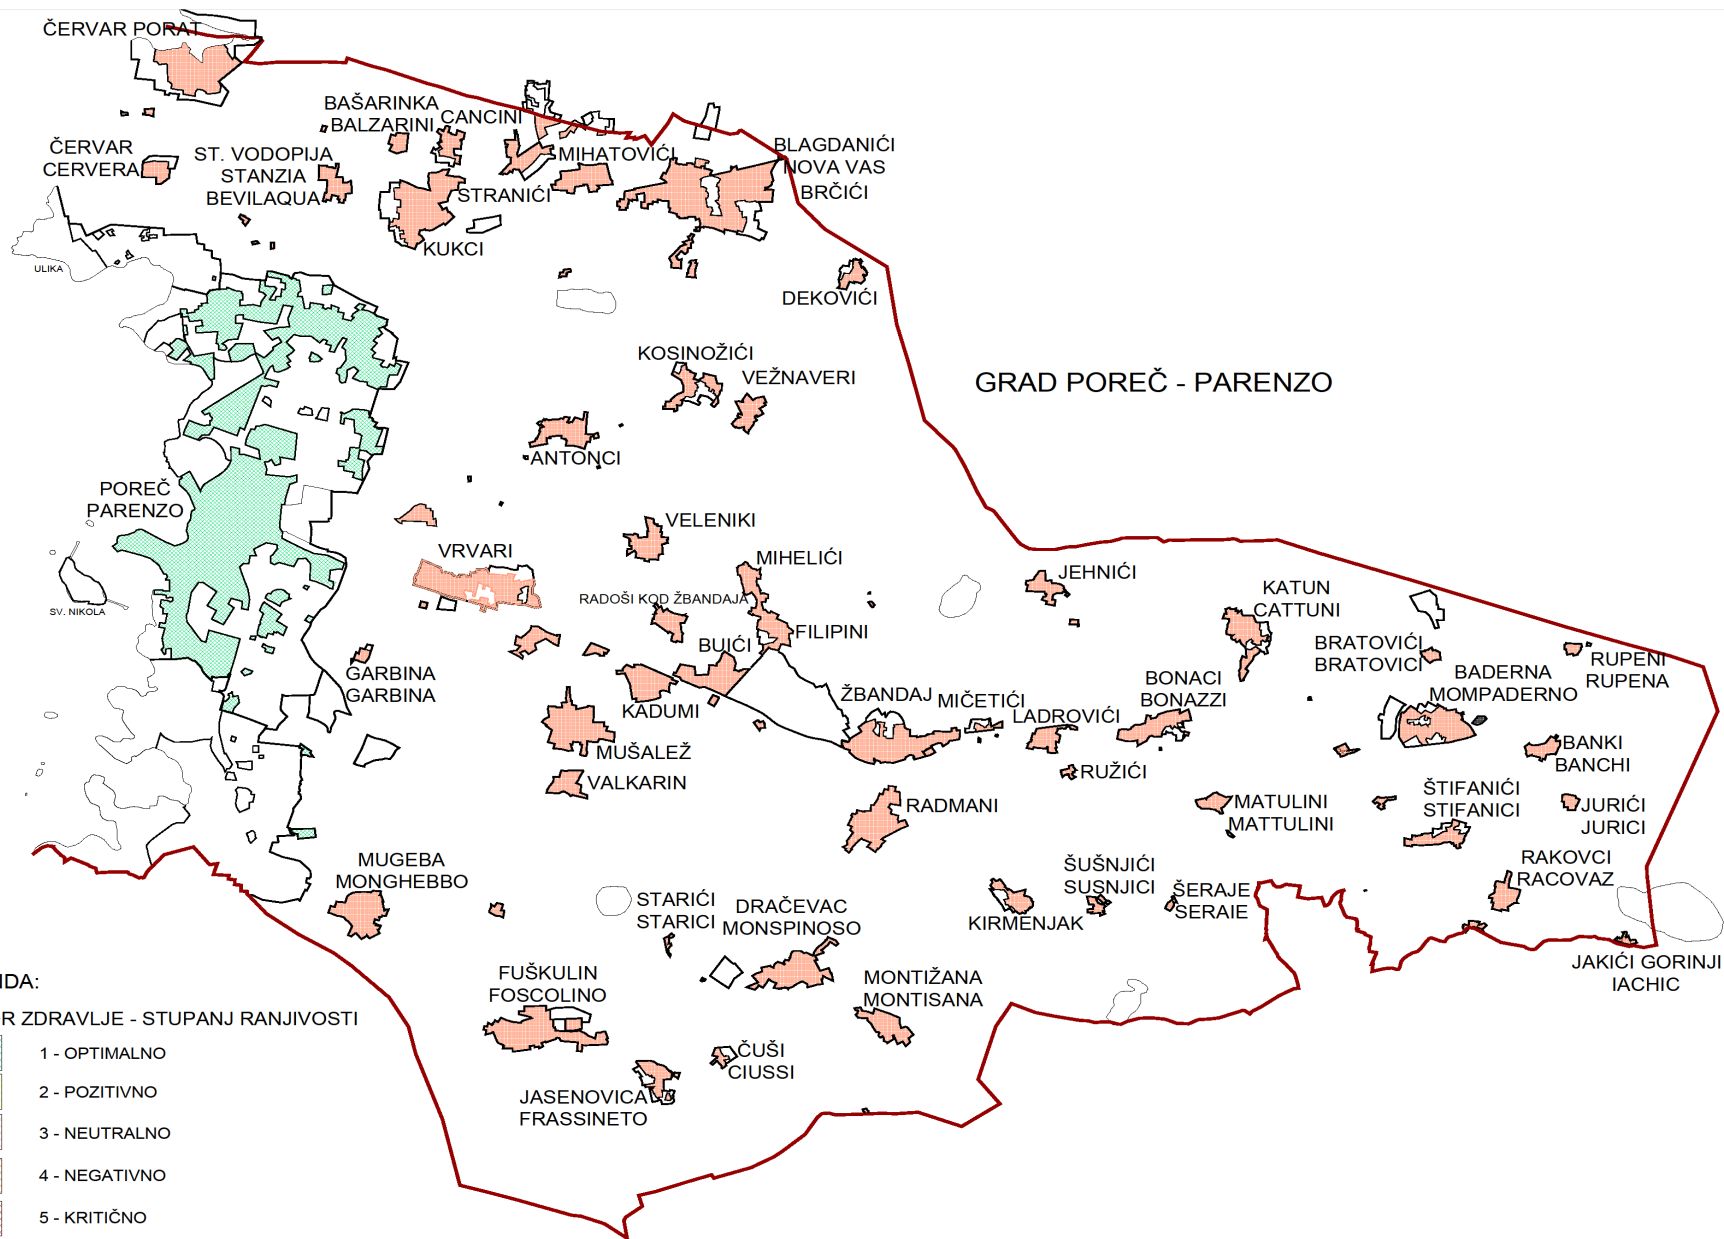 ČERVAR PORAT
BAŠARINKA
BALZARINI
CANCINI
ČERVAR
CERVERA
ST. VODOPIJA
STANZIA
BEVILAQUA
MIHATOVIĆI
BLAGDANIĆI
NOVA VAS
BRČIĆI
STRANIĆI
KUKCI
ULIKA
DEKOVIĆI
KOSINOŽIĆI
VEŽNAVERI
GRAD POREČ - PARENZO
ANTONCI
POREČ
PARENZO
VELENIKI
VRVARI
MIHELIĆI
JEHNIĆI
KATUN
CATTUNI
RADOŠI KOD ŽBANDAJA
SV. NIKOLA
FILIPINI
BUIĆI
BRATOVIĆI
BRATOVICI
RUPENI
RUPENA
GARBINA
GARBINA
BONACI
BONAZZI
BADERNA
MOMPADERNO
KADUMI
ŽBANDAJ
MIČETIĆI
LADROVIĆI
MUŠALEŽ
BANKI
BANCHI
VALKARIN
RUŽIĆI
RADMANI
MATULINI
MATTULINI
ŠTIFANIĆI
STIFANICI
JURIĆI
JURICI
MUGEBA
MONGHEBBO
ŠUŠNJIĆI
SUSNJICI
RAKOVCI
RACOVAZ
STARIĆI
STARICI
DRAČEVAC
MONSPINOSO
KIRMENJAK
ŠERAJE
SERAIE
JAKIĆI GORINJI
IACHIC
FUŠKULIN
FOSCOLINO
MONTIŽANA
MONTISANA
ČUŠI
CIUSSI
JASENOVICA
FRASSINETO
NDA:
R ZDRAVLJE - STUPANJ RANJIVOSTI
1 - OPTIMALNO
2 - POZITIVNO
3 - NEUTRALNO
4 - NEGATIVNO
5 - KRITIČNO